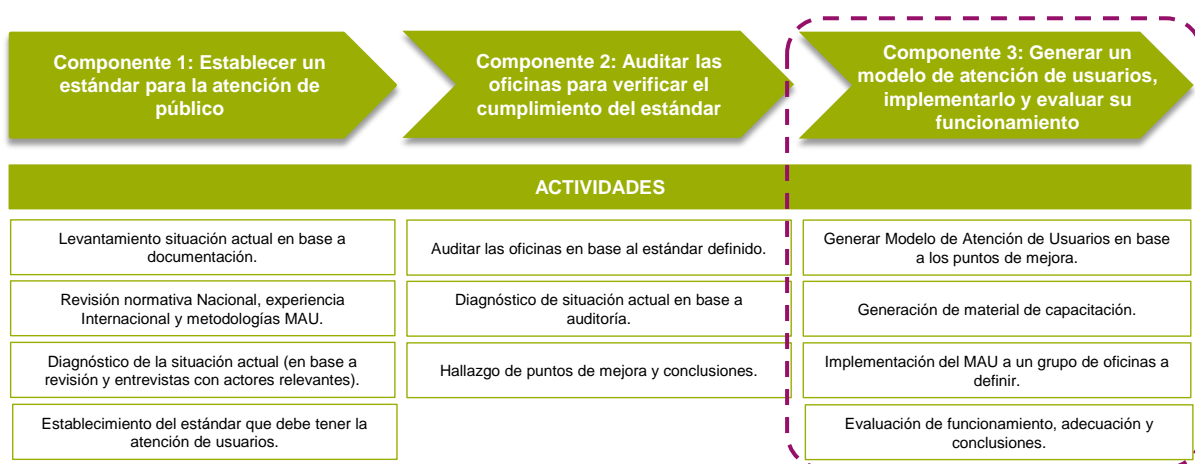 Componente 1: Establecer un
estándar para la atención de
público
Componente 2: Auditar las
oficinas para verificar el
cumplimiento del estándar
Componente 3: Generar un
modelo de atención de usuarios,
implementarlo y evaluar su
funcionamiento
ACTIVIDADES
Levantamiento situación actual en base a
documentación.
Revisión normativa Nacional, experiencia
Internacional y metodologías MAU.
Diagnóstico de la situación actual (en base a
revisión y entrevistas con actores relevantes).
Establecimiento del estándar que debe tener la
atención de usuarios.
Auditar las oficinas en base al estándar definido.
Diagnóstico de situación actual en base a
auditoría.
Hallazgo de puntos de mejora y conclusiones.
Generar Modelo de Atención de Usuarios en base
a los puntos de mejora.
Generación de material de capacitación.
Implementación del MAU a un grupo de oficinas a
definir.
Evaluación de funcionamiento, adecuación y
conclusiones.